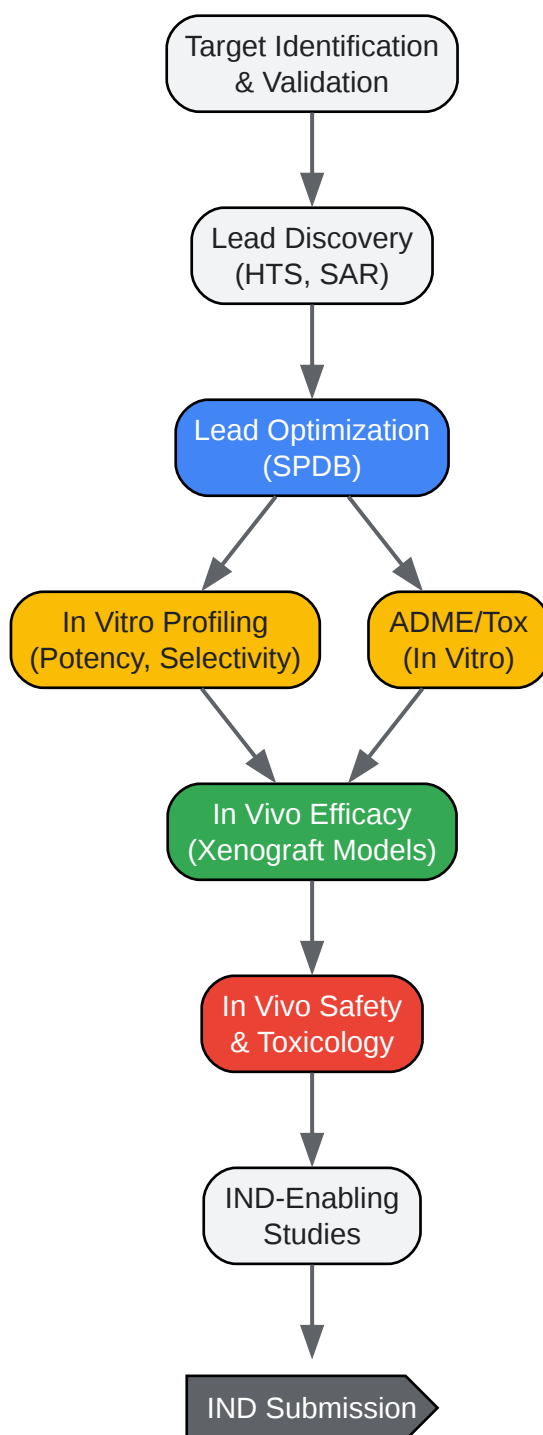 Target Identification
& Validation
Lead Discovery
(HTS, SAR)
Lead Optimization
(SPDB)
In Vitro Profiling
(Potency, Selectivity)
ADME/Tox
(In Vitro)
In Vivo Efficacy
(Xenograft Models)
In Vivo Safety
& Toxicology
IND-Enabling
Studies
IND Submission